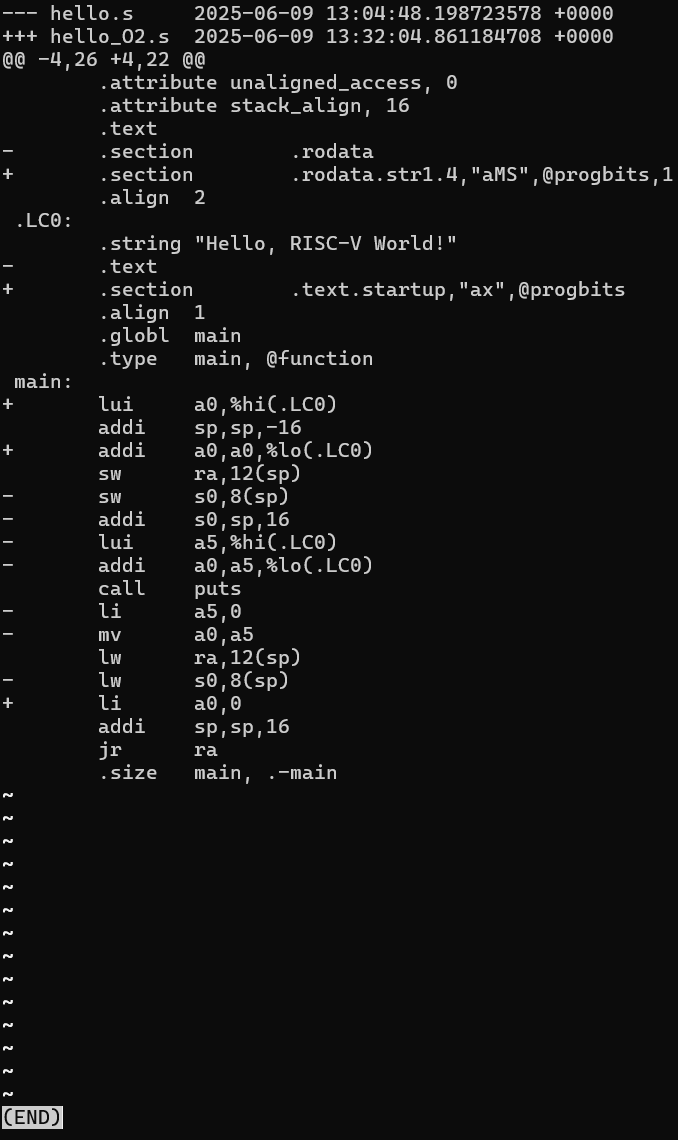 --- hello.s     2025-06-09 13:04:48.198723578 +0000
+++ hello_O2.s  2025-06-09 13:32:04.861184708 +0000
@@ -4,26 +4,22 @@
        .attribute unaligned_access, 0
        .attribute stack_align, 16
        .text
-       .section        .rodata
+       .section        .rodata.str1.4,"aMS",@progbits,1
        .align  2
 .LC0:
        .string "Hello, RISC-V World!"
-       .text
+       .section        .text.startup,"ax",@progbits
        .align  1
        .globl  main
        .type   main, @function
 main:
+       lui     a0,%hi(.LC0)
        addi    sp,sp,-16
+       addi    a0,a0,%lo(.LC0)
        sw      ra,12(sp)
-       sw      s0,8(sp)
-       addi    s0,sp,16
-       lui     a5,%hi(.LC0)
-       addi    a0,a5,%lo(.LC0)
        call    puts
-       li      a5,0
-       mv      a0,a5
        lw      ra,12(sp)
-       lw      s0,8(sp)
+       li      a0,0
        addi    sp,sp,16
        jr      ra
        .size   main, .-main
~
~
~
~
~
~
~
~
~
~
~
~
~
~
(END)